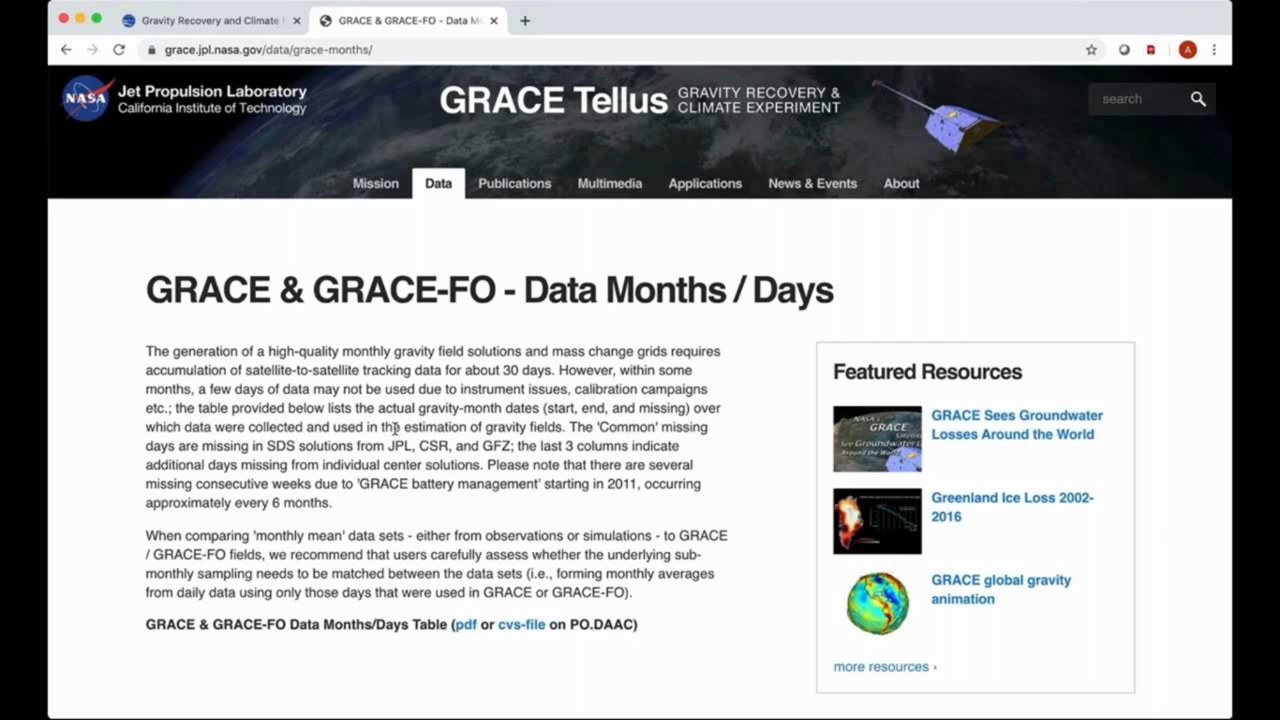 Gravity Recovery and Climate
GRACE & GRACE-FO - Data M
grace.jpl.nasa.gov/data/grace-months/
A
NASA
Jet Propulsion Laboratory
California Institute of Technology
GRACE Tellus
GRAVITY RECOVERY &
CLIMATE EXPERIMENT
search
Mission Data Publications Multimedia Applications News & Events About
GRACE & GRACE-FO - Data Months / Days
The generation of a high-quality monthly gravity field solutions and mass change grids requires
accumulation of satellite-to-satellite tracking data for about 30 days. However, within some
months, a few days of data may not be used due to instrument issues, calibration campaigns
etc.; the table provided below lists the actual gravity-month dates (start, end, and missing) over
which data were collected and used in the estimation of gravity fields. The 'Common' missing
days are missing in SDS solutions from JPL, CSR, and GFZ; the last 3 columns indicate
additional days missing from individual center solutions. Please note that there are several
missing consecutive weeks due to 'GRACE battery management' starting in 2011, occurring
approximately every 6 months.
When comparing 'monthly mean' data sets - either from observations or simulations - to GRACE
/ GRACE-FO fields, we recommend that users carefully assess whether the underlying sub-
monthly sampling needs to be matched between the data sets (i.e., forming monthly averages
from daily data using only those days that were used in GRACE or GRACE-FO).
GRACE & GRACE-FO Data Months/Days Table (pdf or cvs-file on PO.DAAC)
Featured Resources
NASA's
GRACE
Satellite
See Groundwater
Around the World
GRACE Sees Groundwater
Losses Around the World
Greenland Ice Loss 2002-
2016
GRACE global gravity
animation
more resources ›